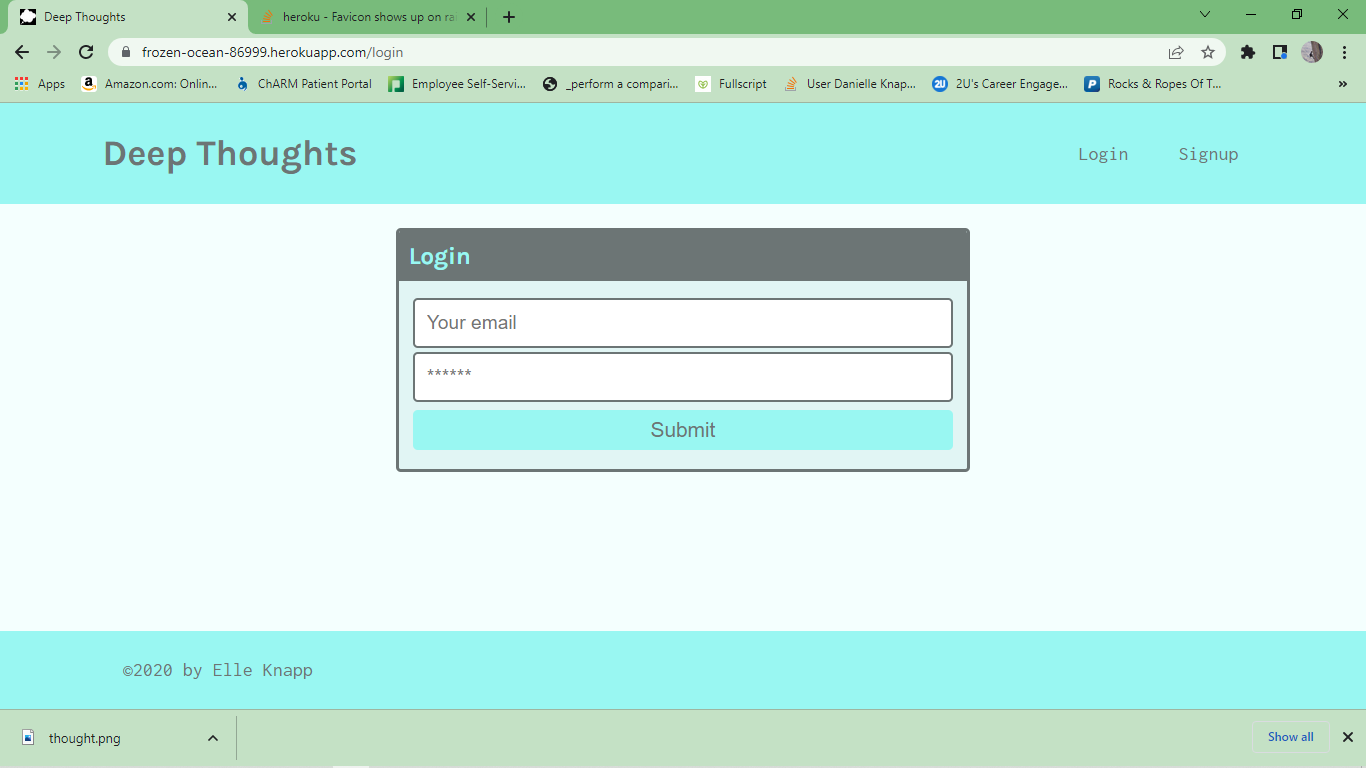 Deep Thoughts
heroku - Favicon shows up on ra
frozen-ocean-86999.herokuapp.com/login
Apps
Amazon.com: Onlin...
ChARM Patient Portal
Employee Self-Servi...
_perform a compari...
Fullscript
User Danielle Knap...
2U
2U's Career Engage...
Rocks & Ropes Of T...
»
Deep Thoughts
Login
Signup
Login
Your email
******
Submit
©2020 by Elle Knapp
thought.png
Show all